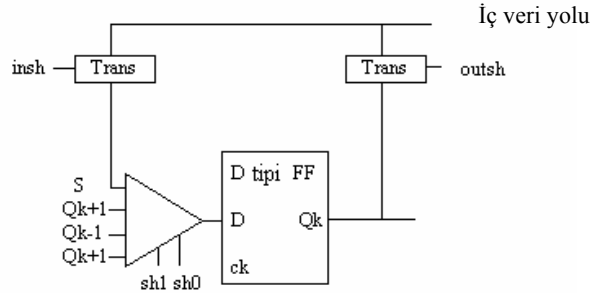 İç veri yolu
insh
Trans
Trans
outsh
D tipi FF
S
Qk+1
D
Qk
Qk-1
Qk+1
ck
sh1 sh0